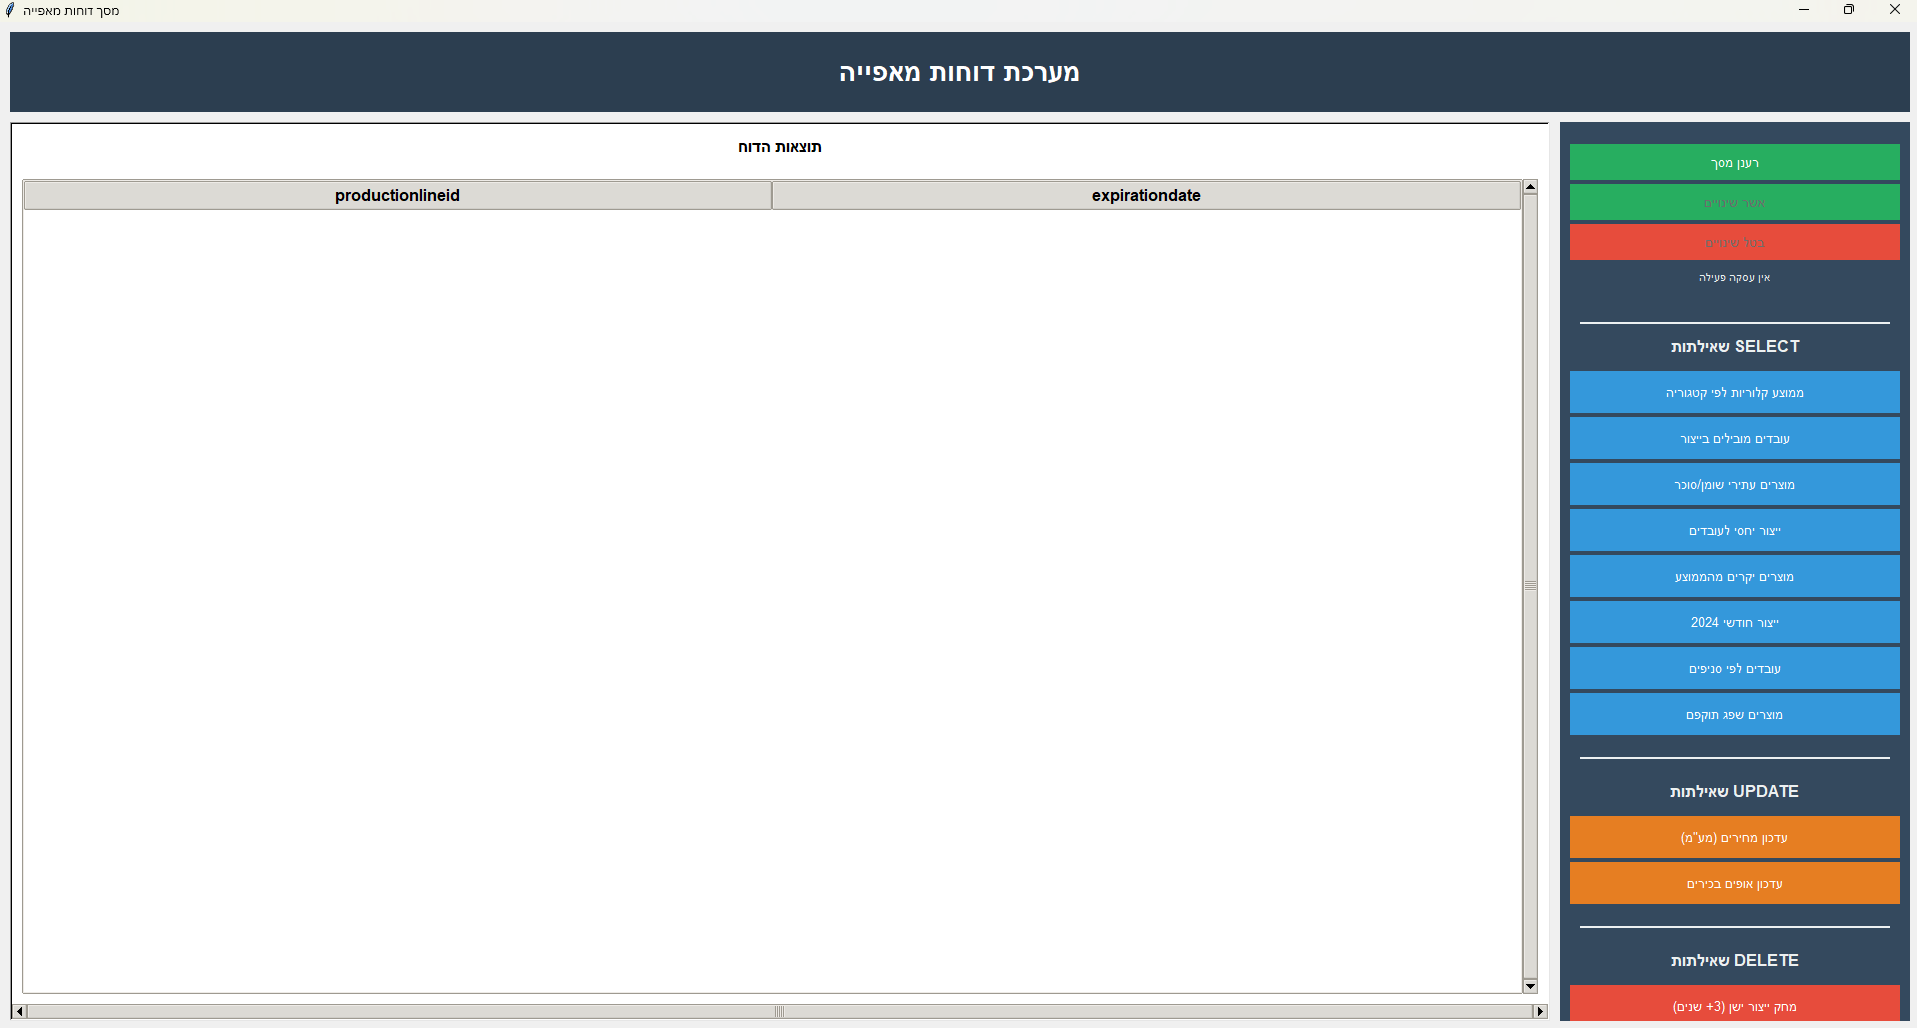 מסך דוחות מאפייה
מערכת דוחות מאפייה
תוצאות הדוח
productionlineid
expirationdate
רענן מסך
אשר שינויים
בטל שינויים
אין עסקה פעילה
שאילתות SELECT
ממוצע קלוריות לפי קטגוריה
עובדים מובילים בייצור
מוצרים עתירי שומן/סוכר
ייצור יחסי לעובדים
מוצרים יקרים מהממוצע
ייצור חודשי 2024
עובדים לפי סניפים
מוצרים שפג תוקפם
שאילתות UPDATE
עדכון מחירים (מע"מ)
עדכון אופים בכירים
שאילתות DELETE
מחק ייצור ישן (3+ שנים)